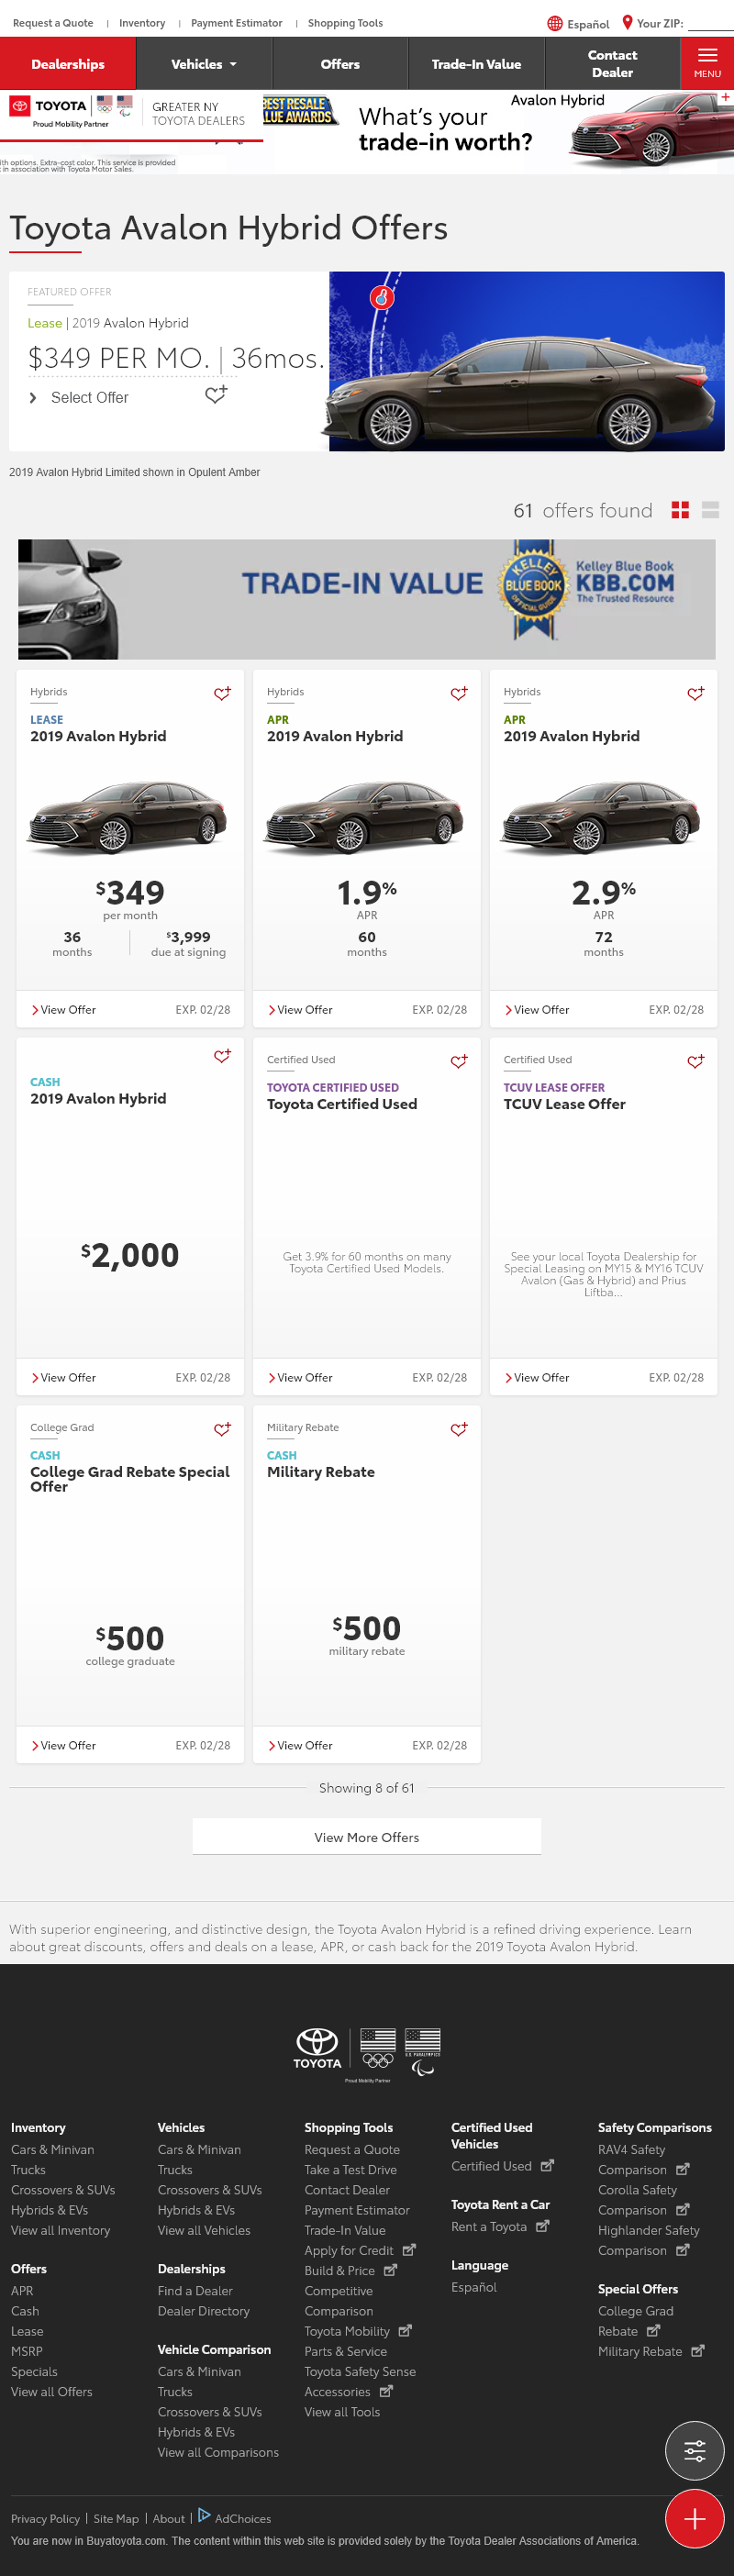 Request a Quote | Inventory | Payment Estimator | Shopping Tools
Español Your ZIP:
Dealerships
Vehicles
Offers
Trade-In Value
Contact
Dealer
MENU
TOYOTA
Proud Mobility Partner
GREATER NY
TOYOTA DEALERS
BEST RESALE
LUE AWARDS
What's your
trade-in worth?
Avalon Hybrid
ith options. Extra-cost color. This service is provided
t in association with Toyota Motor Sales.
Toyota Avalon Hybrid Offers
FEATURED OFFER
Lease | 2019 Avalon Hybrid
$349 PER MO. | 36mos.
Select Offer
2019 Avalon Hybrid Limited shown in Opulent Amber
61 offers found
TRADE-IN VALUE
KELLEY
BLUE BOOK
OFFICIAL GUIDE
Kelley Blue Book
KBB.COM
The Trusted Resource
Hybrids
LEASE
2019 Avalon Hybrid
$349
per month
36
months
$3,999
due at signing
View Offer EXP. 02/28
Hybrids
APR
2019 Avalon Hybrid
1.9%
APR
60
months
View Offer EXP. 02/28
Hybrids
APR
2019 Avalon Hybrid
2.9%
APR
72
months
View Offer EXP. 02/28
CASH
2019 Avalon Hybrid
$2,000
View Offer EXP. 02/28
Certified Used
TOYOTA CERTIFIED USED
Toyota Certified Used
Get 3.9% for 60 months on many
Toyota Certified Used Models.
View Offer EXP. 02/28
Certified Used
TCUV LEASE OFFER
TCUV Lease Offer
See your local Toyota Dealership for
Special Leasing on MY15 & MY16 TCUV
Avalon (Gas & Hybrid) and Prius
Liftba...
View Offer EXP. 02/28
College Grad
CASH
College Grad Rebate Special
Offer
$500
college graduate
View Offer EXP. 02/28
Military Rebate
CASH
Military Rebate
$500
military rebate
View Offer EXP. 02/28
Showing 8 of 61
View More Offers
With superior engineering, and distinctive design, the Toyota Avalon Hybrid is a refined driving experience. Learn
about great discounts, offers and deals on a lease, APR, or cash back for the 2019 Toyota Avalon Hybrid.
TOYOTA
U.S. PARALYMPICS
Proud Mobility Partner
Inventory
Cars & Minivan
Trucks
Crossovers & SUVs
Hybrids & EVs
View all Inventory
Offers
APR
Cash
Lease
MSRP
Specials
View all Offers
Vehicles
Cars & Minivan
Trucks
Crossovers & SUVs
Hybrids & EVs
View all Vehicles
Dealerships
Find a Dealer
Dealer Directory
Vehicle Comparison
Cars & Minivan
Trucks
Crossovers & SUVs
Hybrids & EVs
View all Comparisons
Shopping Tools
Request a Quote
Take a Test Drive
Contact Dealer
Payment Estimator
Trade-In Value
Apply for Credit
Build & Price
Competitive
Comparison
Toyota Mobility
Parts & Service
Toyota Safety Sense
Accessories
View all Tools
Certified Used
Vehicles
Certified Used
Toyota Rent a Car
Rent a Toyota
Language
Español
Safety Comparisons
RAV4 Safety
Comparison
Corolla Safety
Comparison
Highlander Safety
Comparison
Special Offers
College Grad
Rebate
Military Rebate
Privacy Policy | Site Map | About | AdChoices
You are now in Buyatoyota.com. The content within this web site is provided solely by the Toyota Dealer Associations of America.